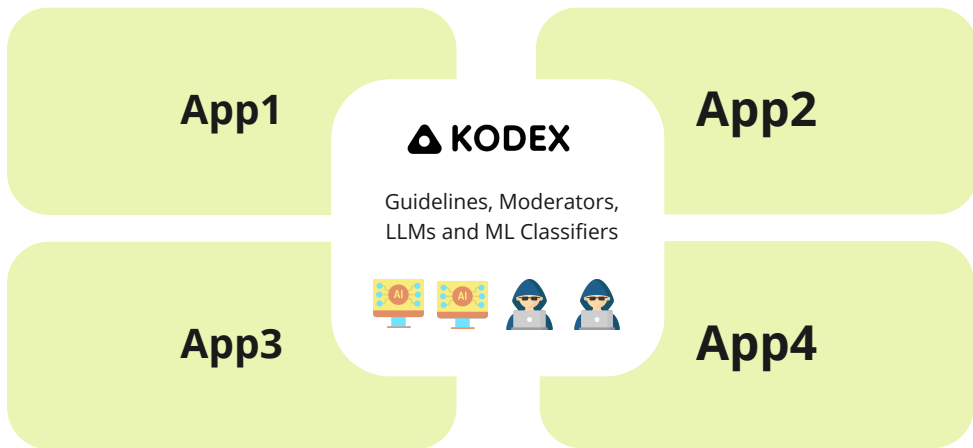 App1
App2
KODEX
Guidelines, Moderators,
LLMs and ML Classifiers
AI
AI
App3
App4